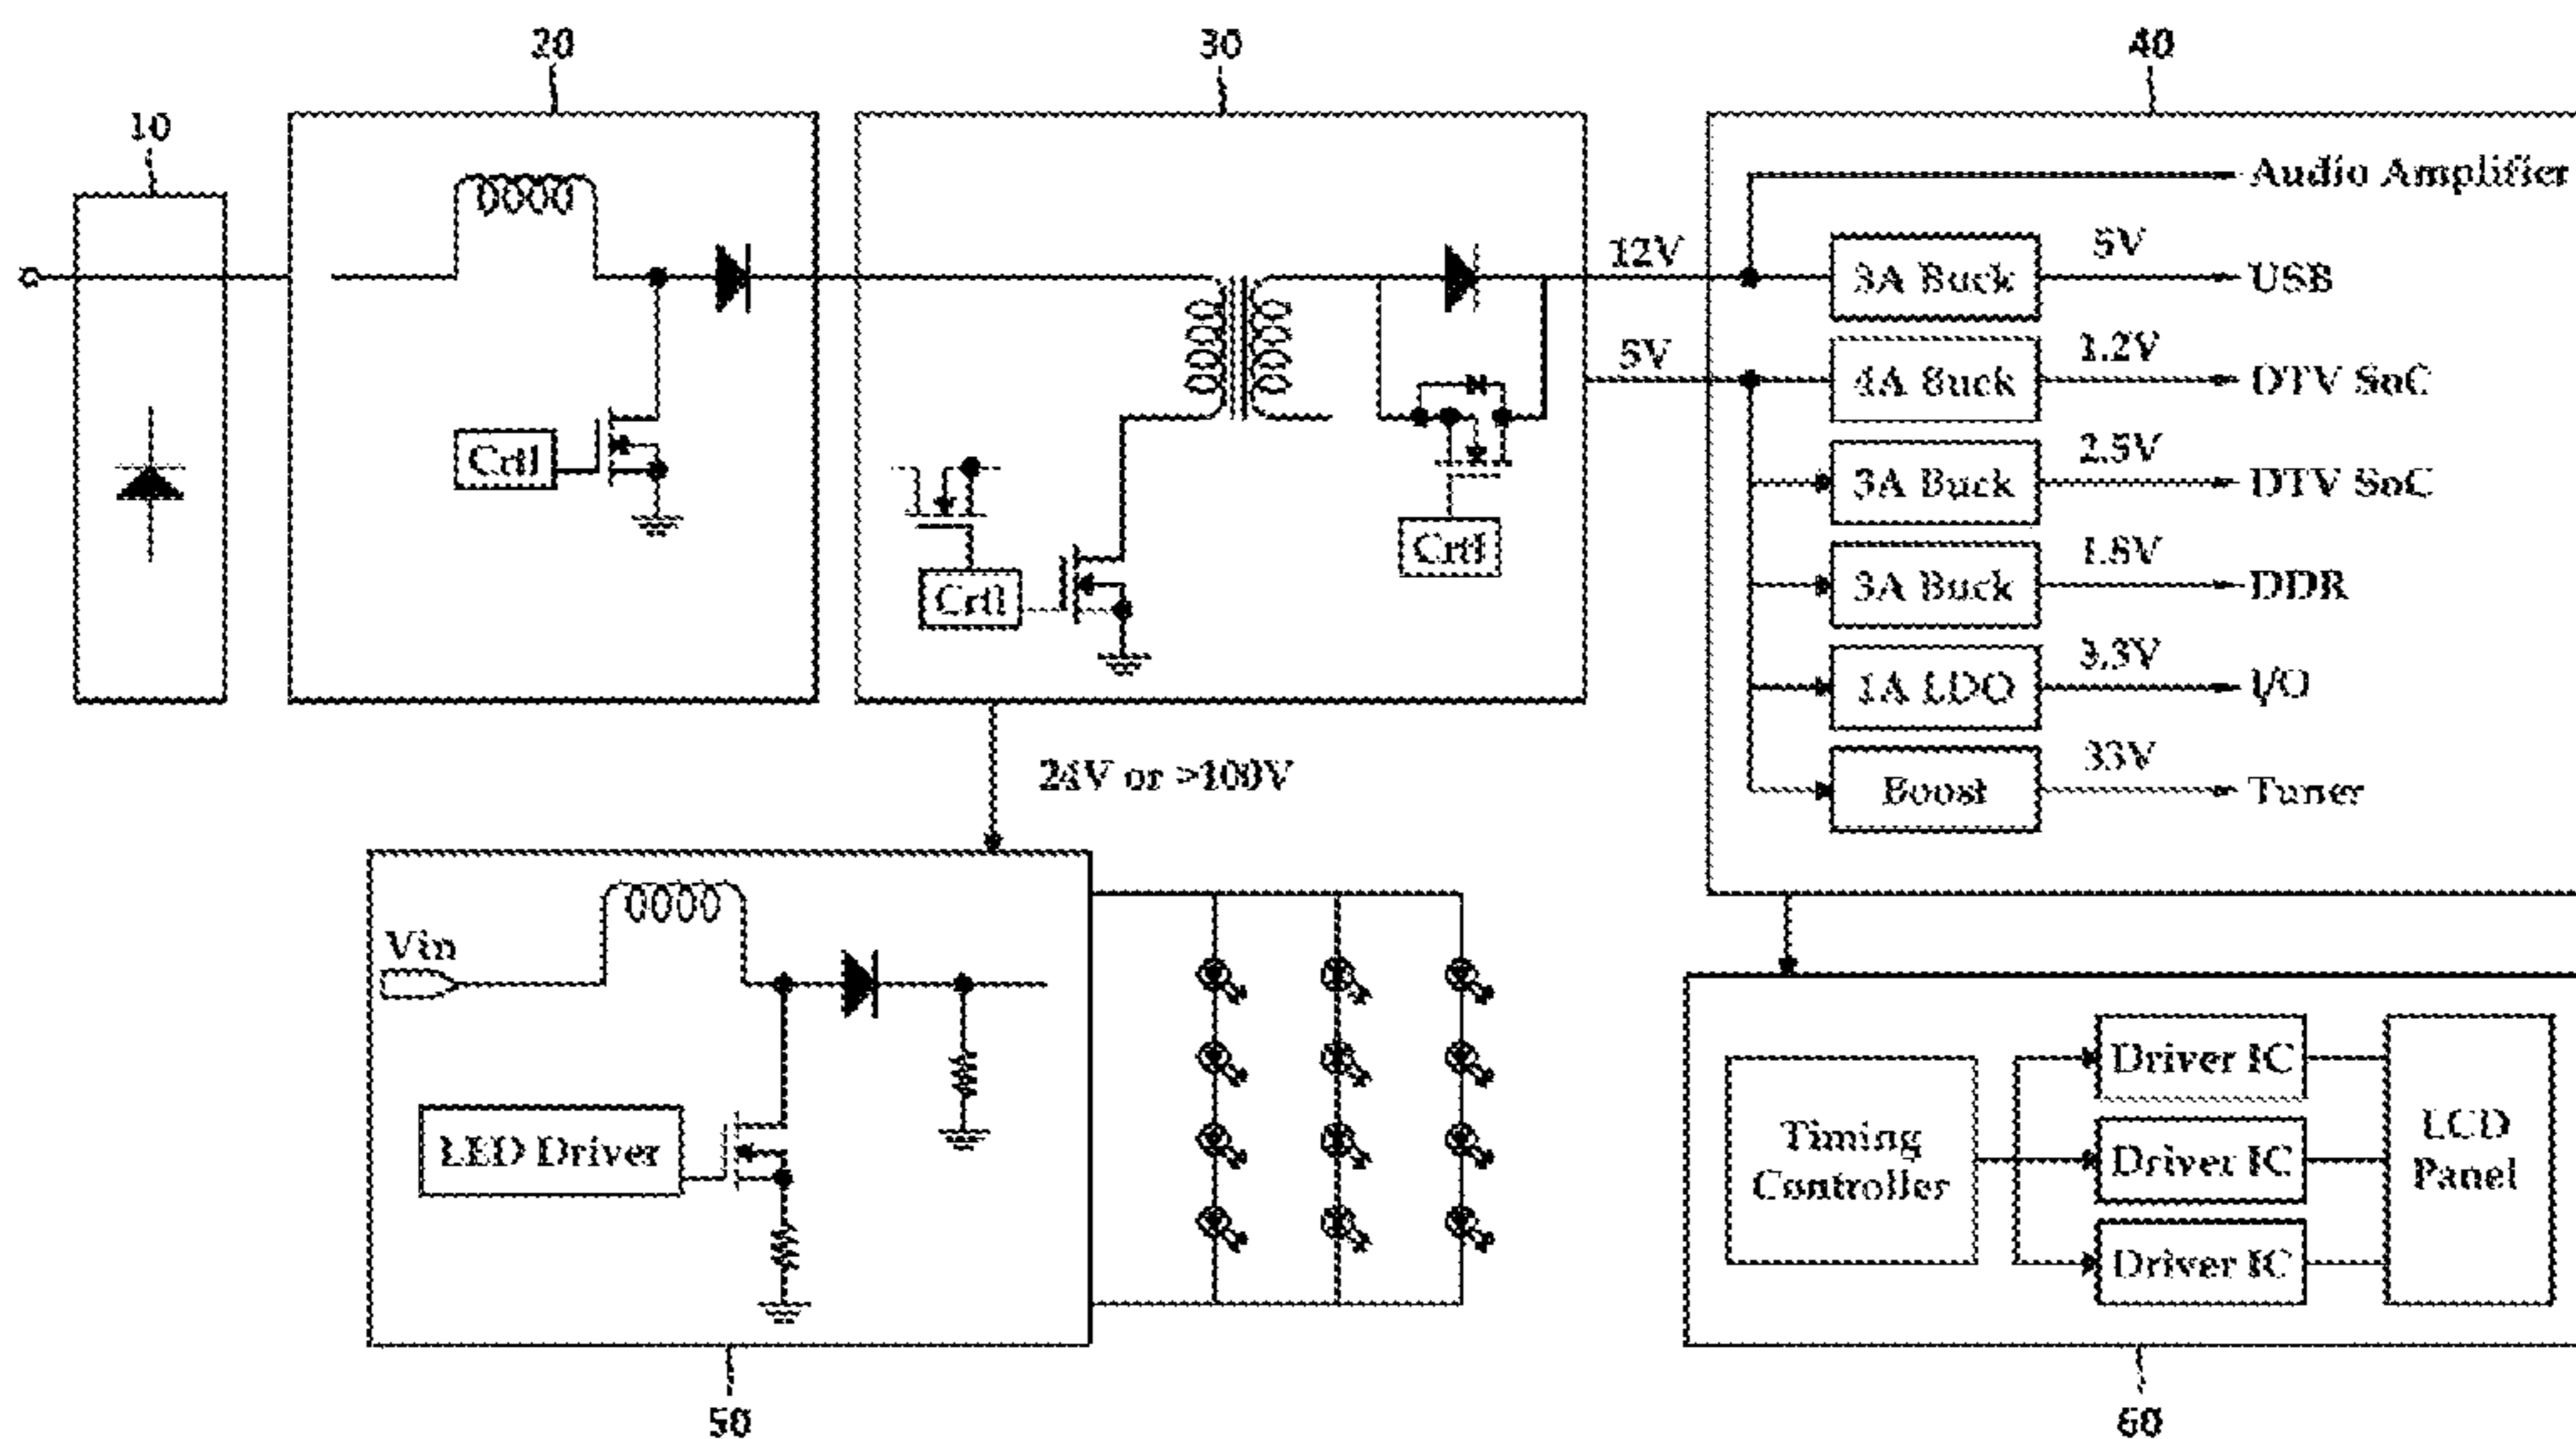 20
30
40
10
Audio Amplifier
12V
3A Buck
5V
USB
5V
4A Buck
1.2V
DTV SoC
Crtl
3A Buck
2.5V
DTV SoC
Crtl
3A Buck
1.8V
DDR
Crtl
1A LDO
3.3V
I/O
24V or >100V
Boost
33V
Tuner
Vin
LED Driver
Timing
Controller
Driver IC
Driver IC
Driver IC
LCD
Panel
50
60